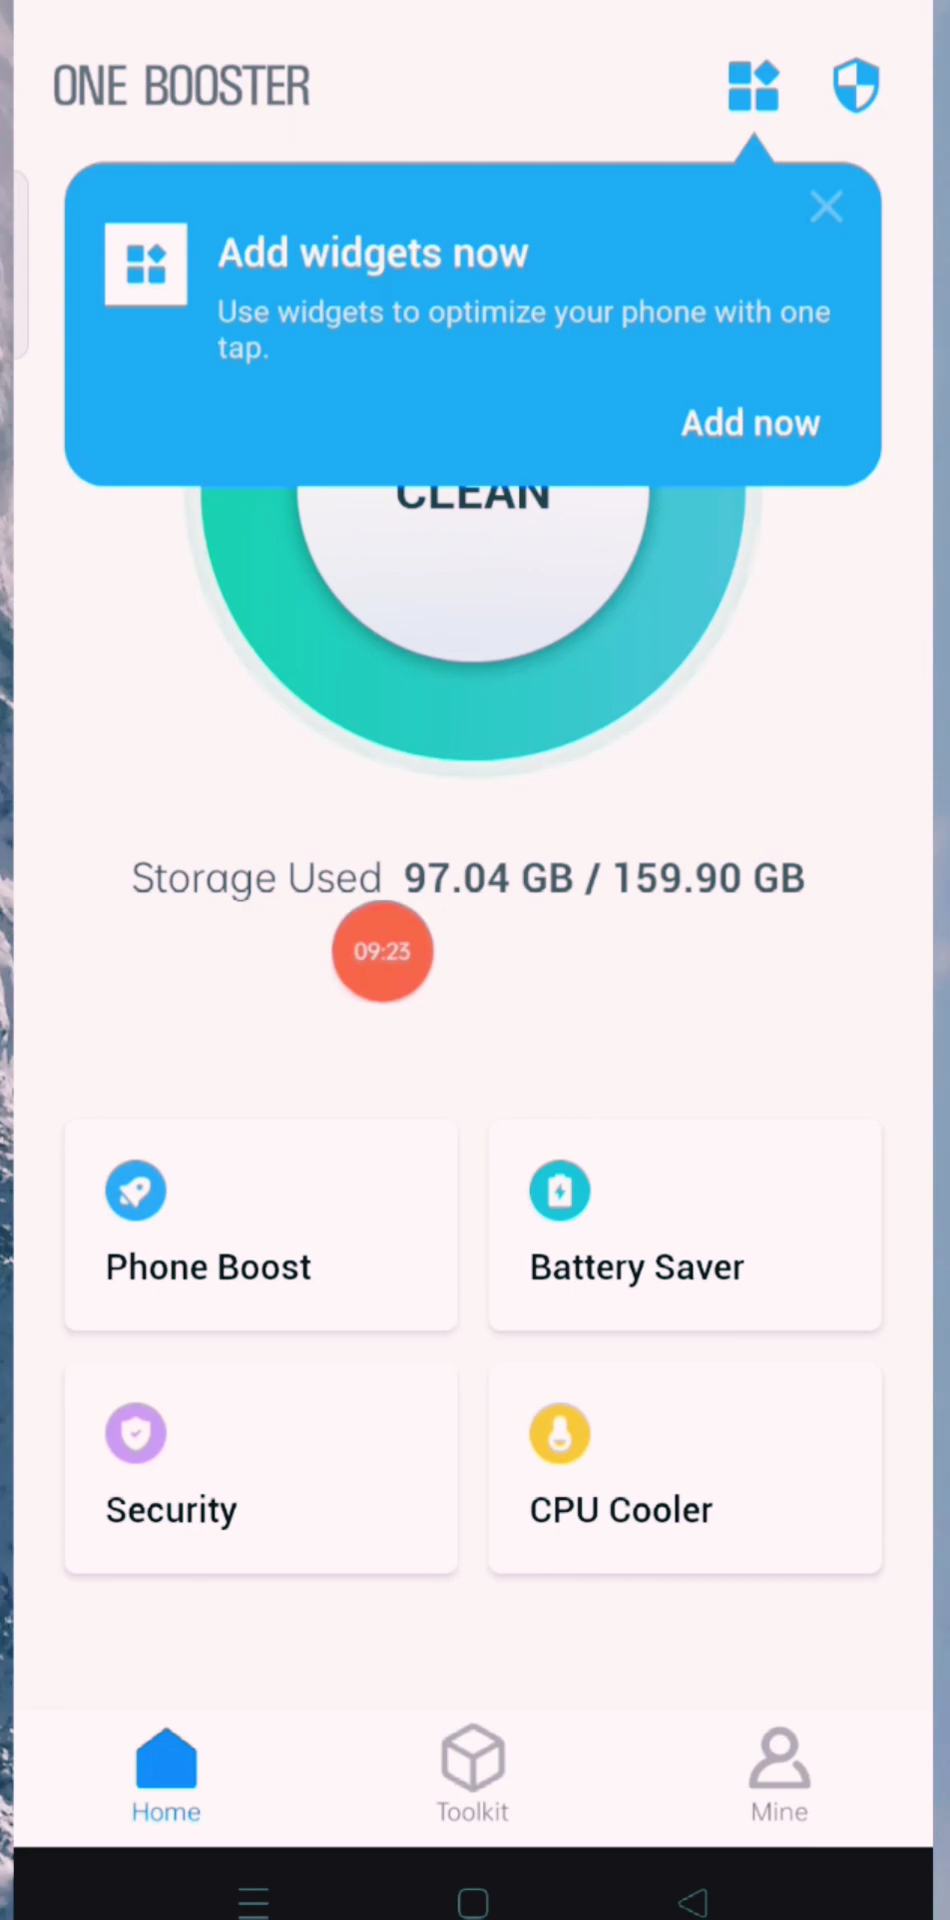 ONE BOOSTER
Add widgets now
Use widgets to optimize your phone with one
tap.
Add now
CLEAN
Storage Used 97.04 GB / 159.90 GB
09:23
Phone Boost
Battery Saver
Security
CPU Cooler
Home
Toolkit
Mine